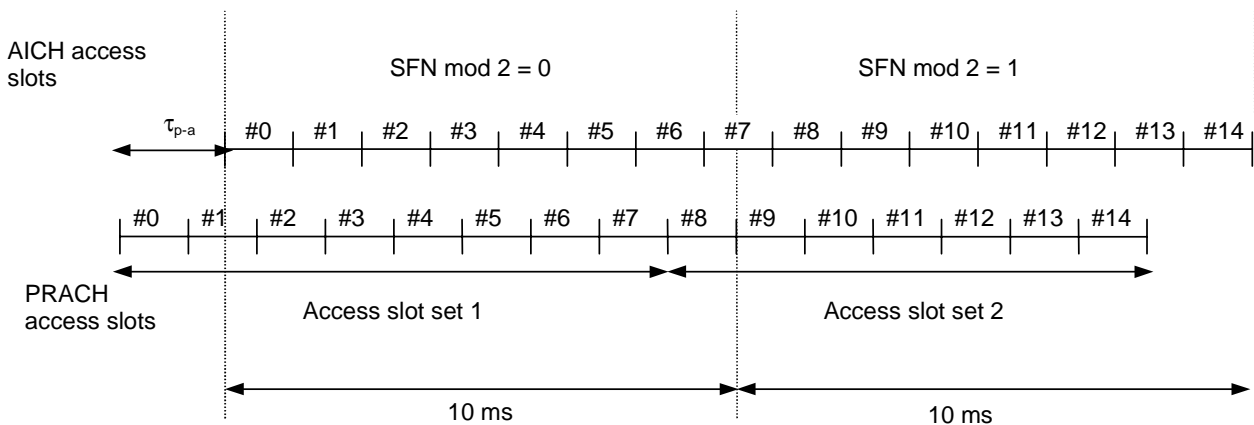 AICH access
slots
SFN mod 2 = 0
SFN mod 2 = 1
τp-a
#0 #1 #2 #3 #4 #5 #6 #7 #8 #9 #10 #11 #12 #13 #14
#0 #1 #2 #3 #4 #5 #6 #7 #8 #9 #10 #11 #12 #13 #14
PRACH
access slots
Access slot set 1
Access slot set 2
10 ms
10 ms